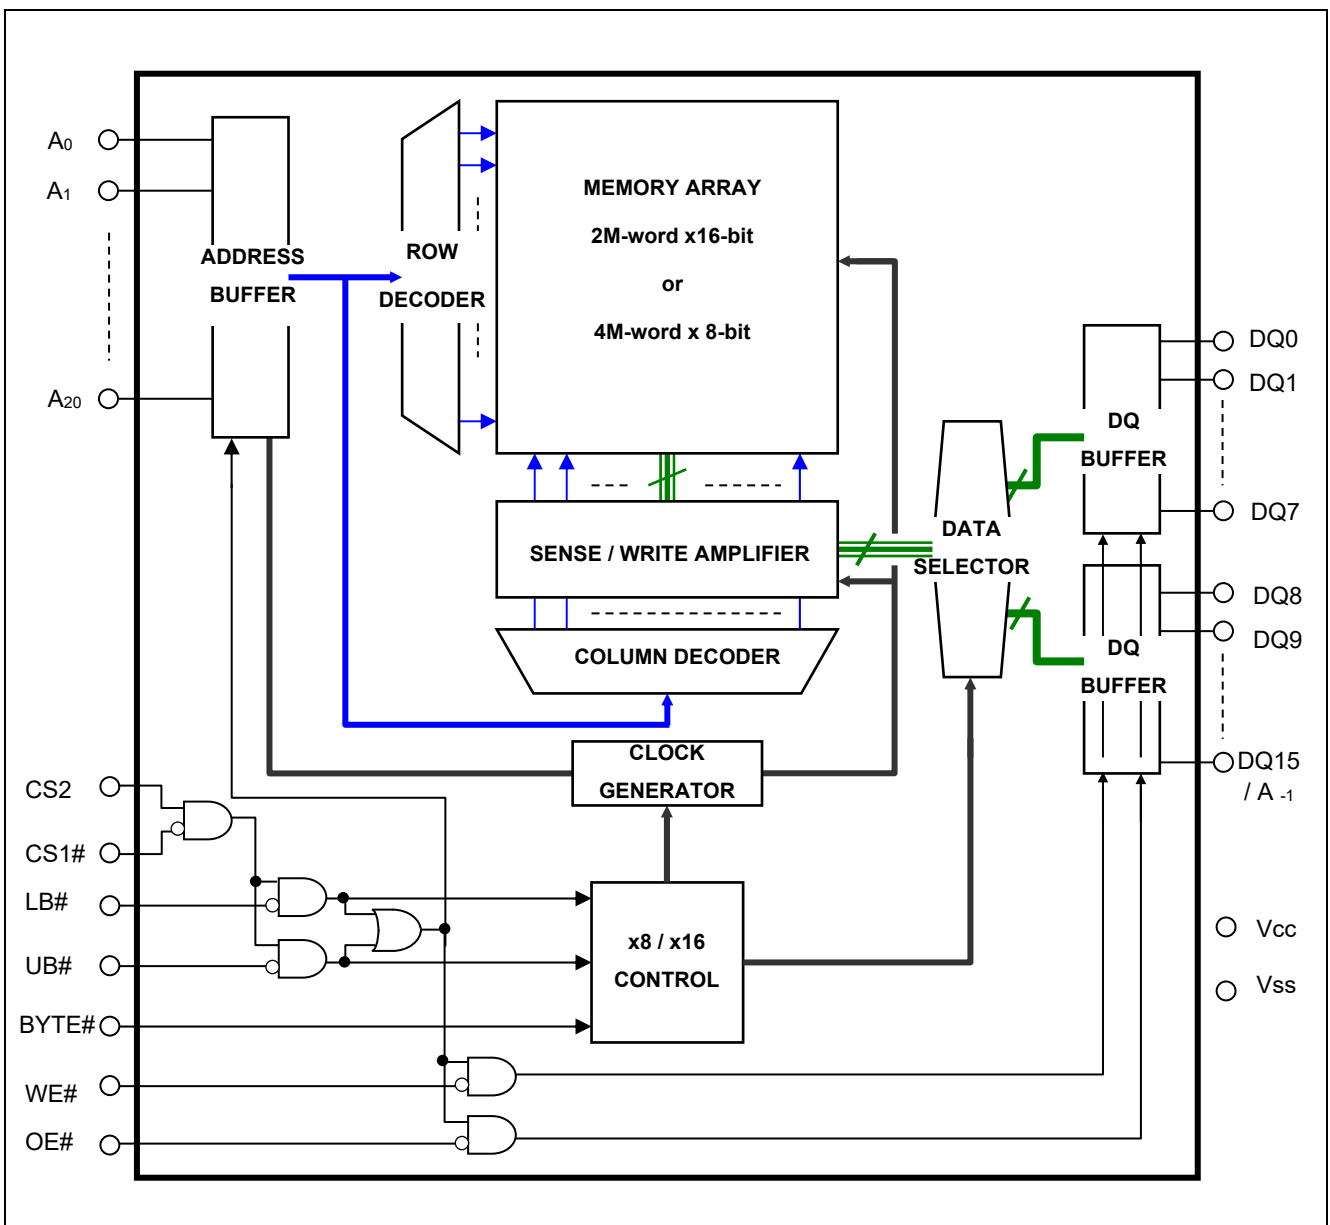 A0
A1
A20
ADDRESS
BUFFER
ROW
DECODER
MEMORY ARRAY
2M-word x16-bit
or
4M-word x 8-bit
SENSE / WRITE AMPLIFIER
COLUMN DECODER
CLOCK
GENERATOR
x8 / x16
CONTROL
DATA
SELECTOR
DQ
BUFFER
DQ
BUFFER
DQ0
DQ1
DQ7
DQ8
DQ9
DQ15
/ A -1
Vcc
Vss
CS2
CS1#
LB#
UB#
BYTE#
WE#
OE#